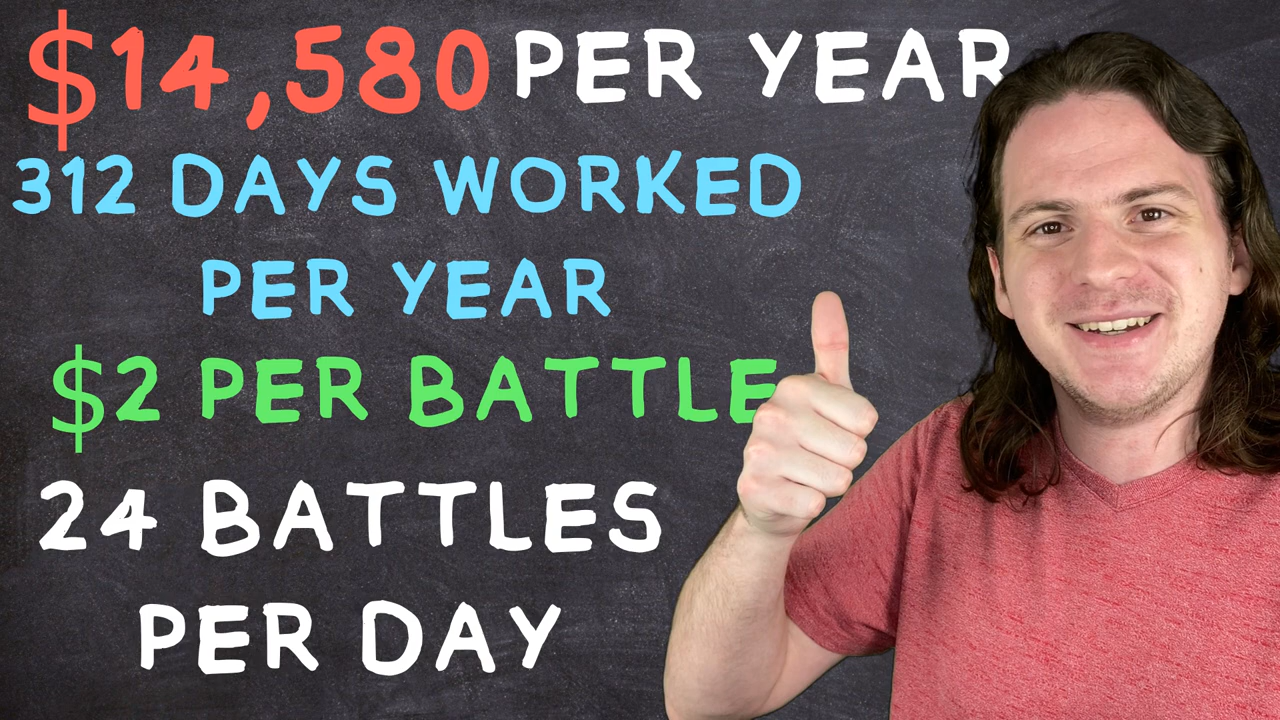 $14,580 PER YEAR
312 DAYS WORKED
PER YEAR
$2 PER BATTLE
24 BATTLES
PER DAY